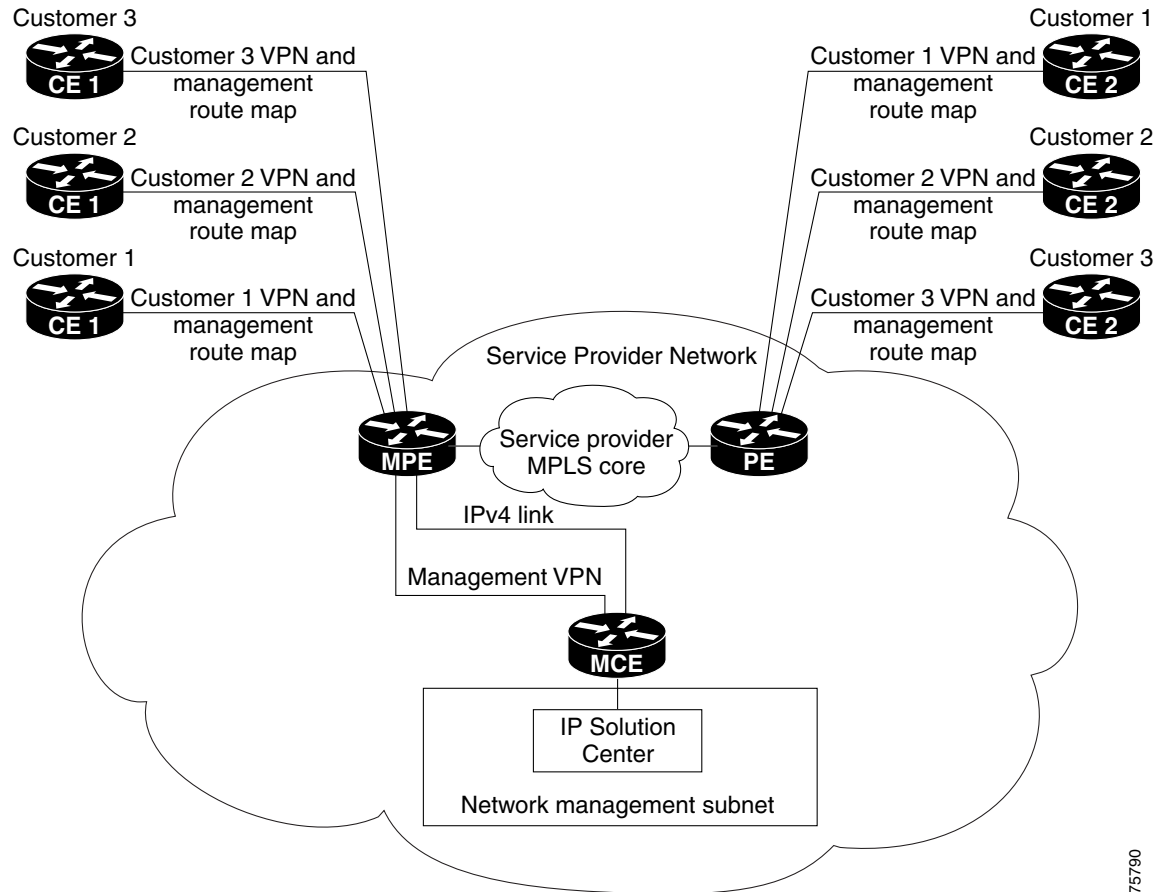 Customer 3
CE 1
Customer 3 VPN and
management
route map
Customer 2
CE 1
Customer 2 VPN and
management
route map
Customer 1
CE 1
Customer 1 VPN and
management
route map
Customer 1
CE 2
Customer 1 VPN and
management
route map
Customer 2
CE 2
Customer 2 VPN and
management
route map
Customer 3
CE 2
Customer 3 VPN and
management
route map
Service Provider Network
MPE
Service provider
MPLS core
PE
IPv4 link
Management VPN
MCE
IP Solution
Center
Network management subnet
75790